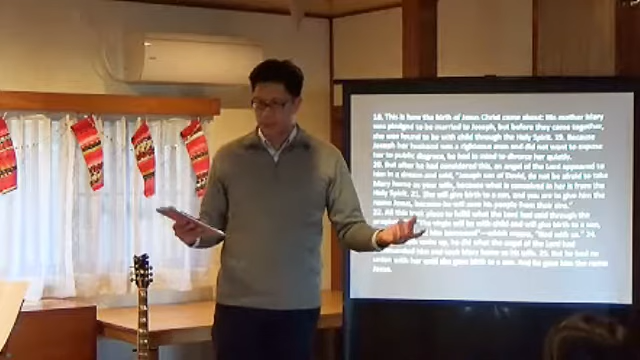 18. This is how the birth of Jesus Christ came about: His mother Mary
was pledged to be married to Joseph, but before they came together,
she was found to be with child through the Holy Spirit. 19. Because
Joseph her husband was a righteous man and did not want to expose
her to public disgrace, he had in mind to divorce her quietly.
20. But after he had considered this, an angel of the Lord appeared to
him in a dream and said, "Joseph son of David, do not be afraid to take
Mary home as your wife, because what is conceived in her is from the
Holy Spirit. 21. She will give birth to a son, and you are to give him the
name Jesus, because he will save his people from their sins."
22. All this took place to fulfill what the Lord had said through the
"The virgin will be with child and will give birth to a son,
him Immanuel"—which means, "God with us." 24.
woke up, he did what the angel of the Lord had
him and took Mary home as his wife. 25. But he had no
union with her until she gave birth to a son. And he gave him the name
Jesus.